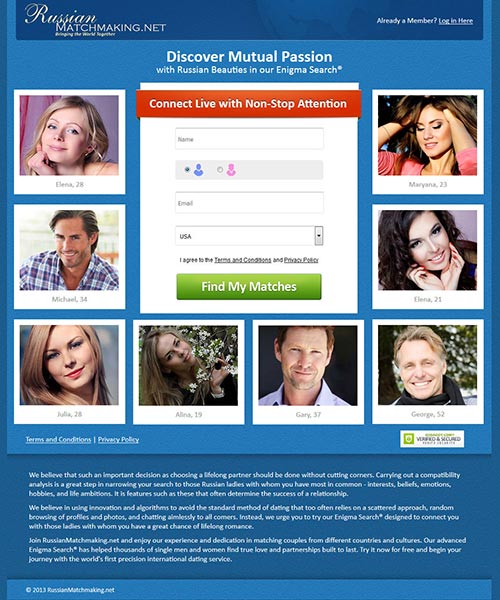 Russian
MATCHMAKING.NET
Bringing the World Together
Already a Member? Log in Here
Discover Mutual Passion
with Russian Beauties in our Enigma Search®
Connect Live with Non-Stop Attention
Name
Email
USA
I agree to the Terms and Conditions and Privacy Policy
Find My Matches
Elena, 28
Maryana, 23
Michael, 34
Elena, 21
Julia, 28
Alina, 19
Gary, 37
George, 52
Terms and Conditions | Privacy Policy
VERIFIED & SECURED
We believe that such an important decision as choosing a lifelong partner should be done without cutting corners. Carrying out a compatibility
analysis is a great step in narrowing your search to those Russian ladies with whom you have most in common - interests, beliefs, emotions,
hobbies, and life ambitions. It is features such as these that often determine the success of a relationship.
We believe in using innovation and algorithms to avoid the standard method of dating that too often relies on a scattered approach, random
browsing of profiles and photos, and chatting aimlessly to all comers. Instead, we urge you to try our Enigma Search® designed to connect you
with those ladies with whom you have a great chance of lifelong romance.
Join RussianMatchmaking.net and enjoy our experience and dedication in matching couples from different countries and cultures. Our advanced
Enigma Search® has helped thousands of single men and women find true love and partnerships built to last. Try it now for free and begin your
journey with the world's first precision international dating service.
© 2013 RussianMatchmaking.net